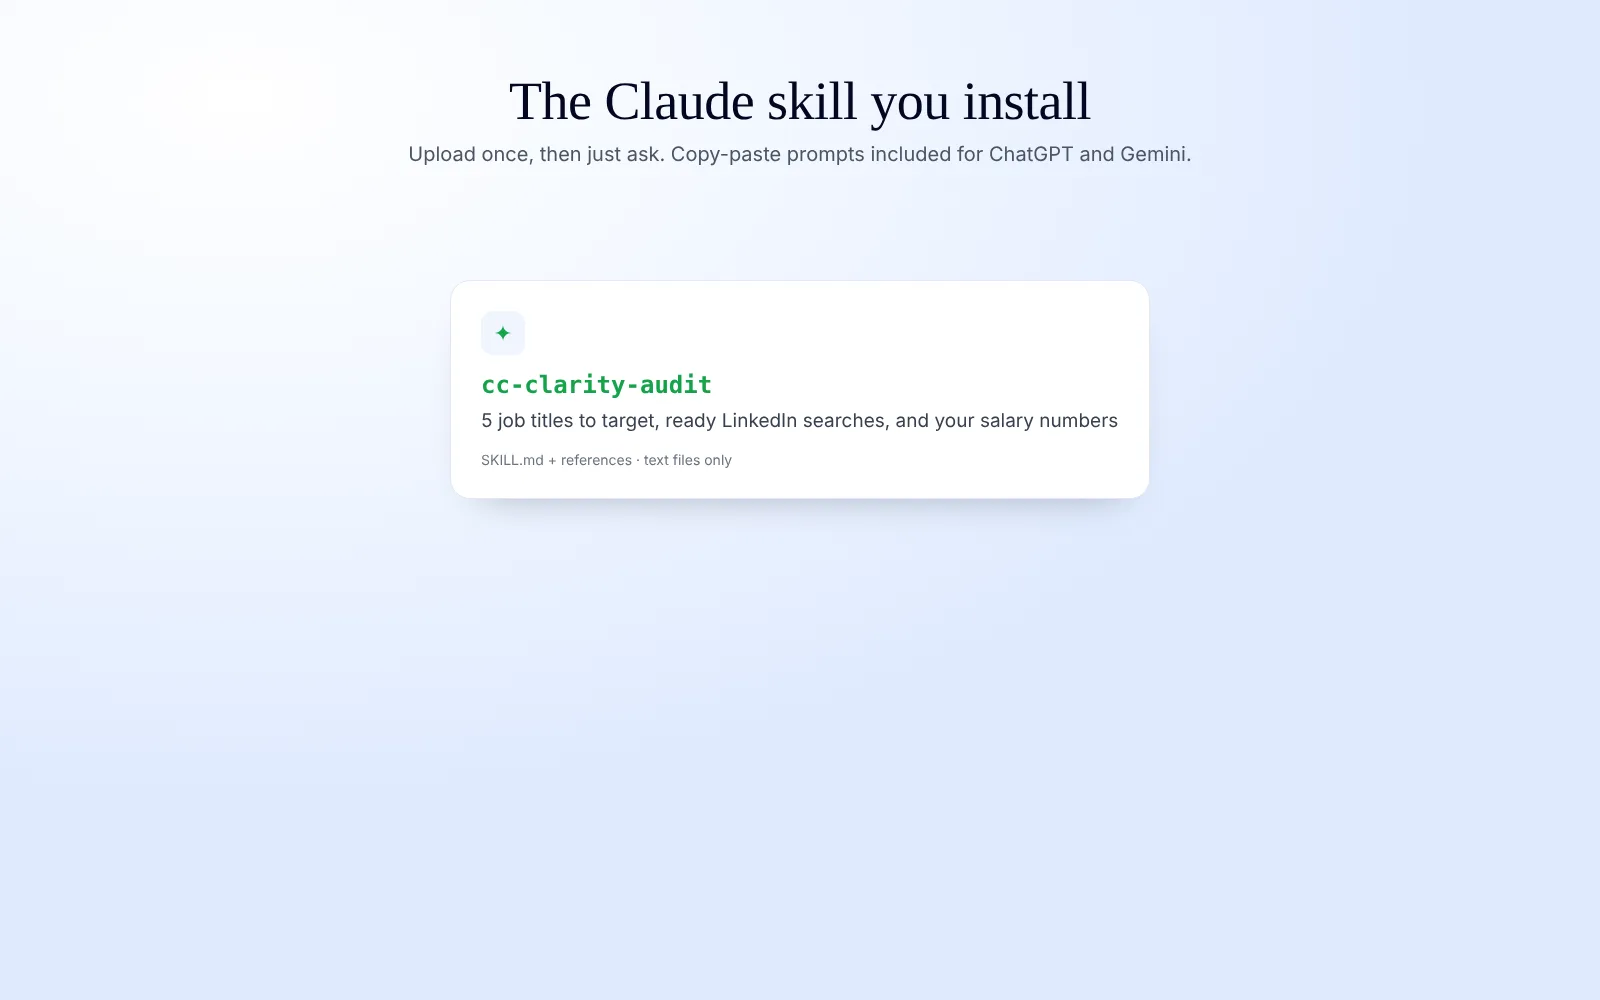 The Claude skill you install
Upload once, then just ask. Copy-paste prompts included for ChatGPT and Gemini.
cc-clarity-audit
5 job titles to target, ready LinkedIn searches, and your salary numbers
SKILL.md + references · text files only